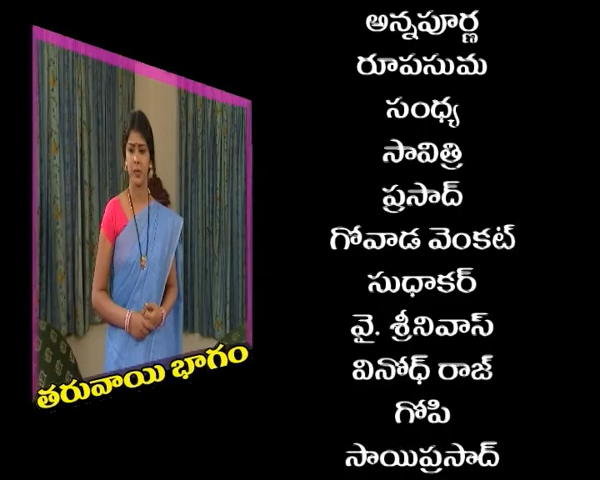 అన్నపూర్ణ
రూపసుమ
సంధ్య
సావిత్రి
ప్రసాద్
గోవాడ వెంకట్
సుధాకర్
వై. శ్రీనివాస్
వినోధ్ రాజ్
గోపి
సాయిప్రసాద్
తరువాయి భాగం